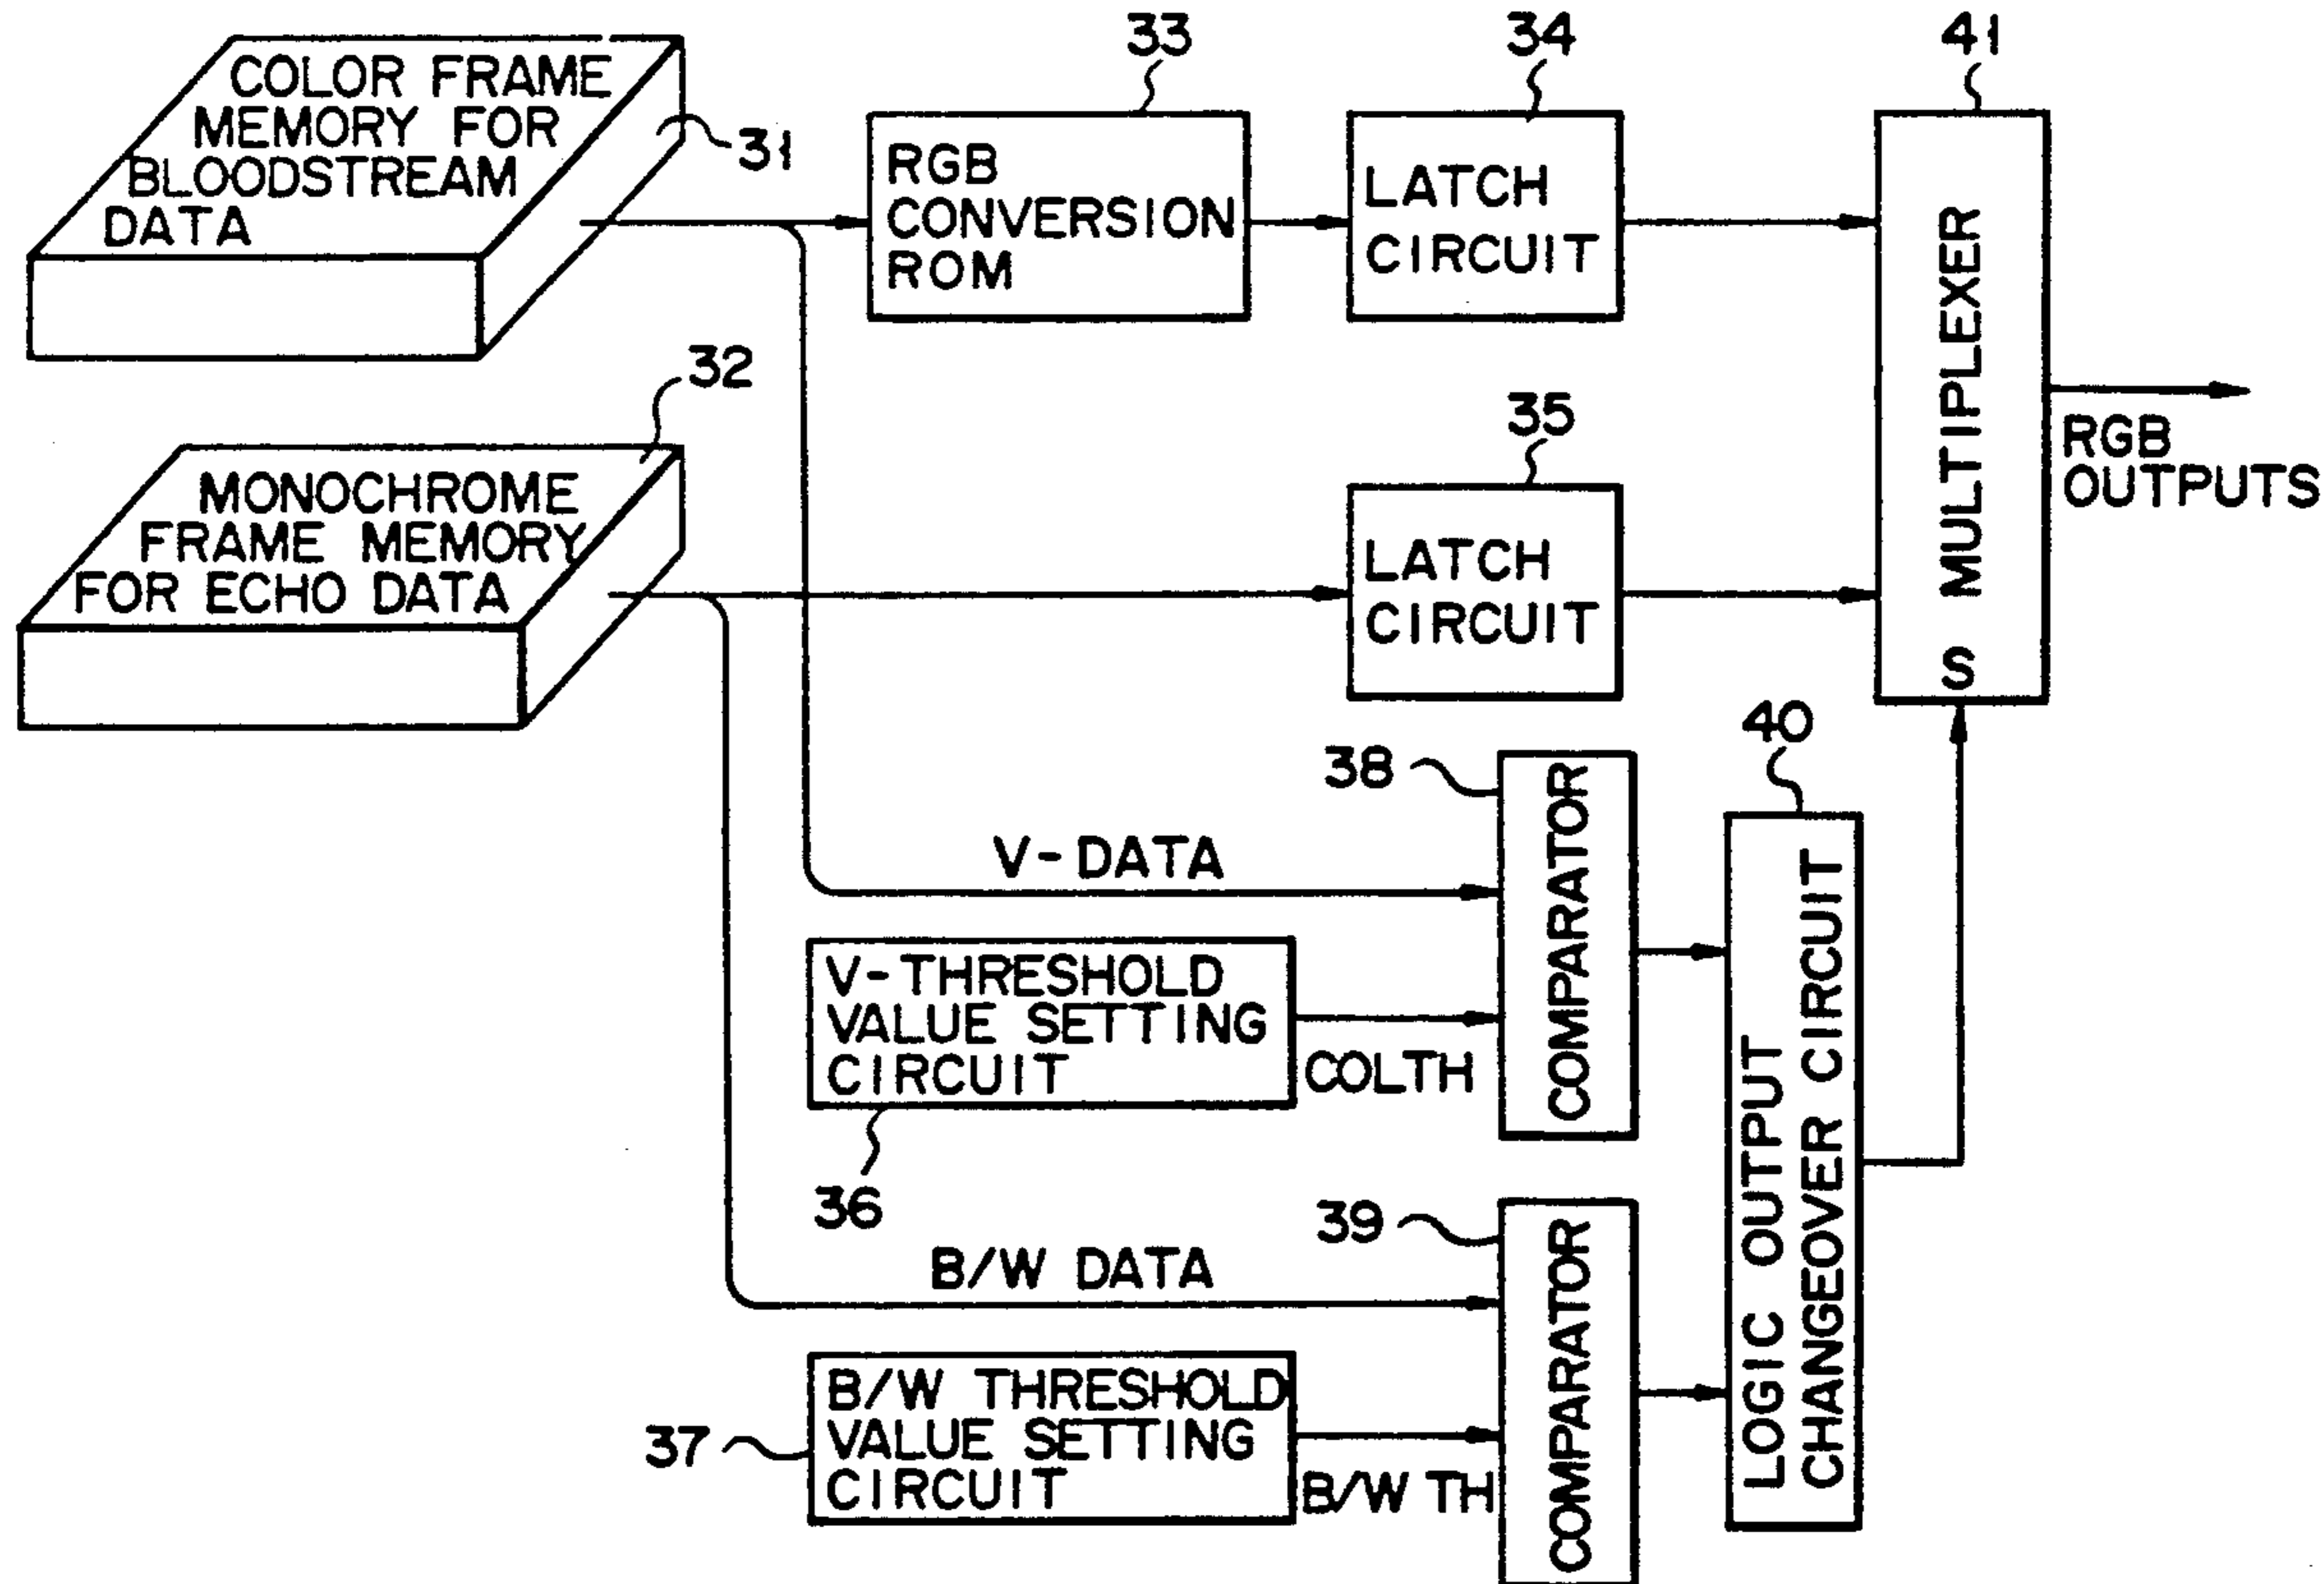 33
34
41
COLOR FRAME
MEMORY FOR
BLOODSTREAM
DATA
31
RGB
CONVERSION
ROM
LATCH
CIRCUIT
MULTIPLEXER
S
RGB
OUTPUTS
32
MONOCHROME
FRAME MEMORY
FOR ECHO DATA
35
LATCH
CIRCUIT
38
COMPARATOR
40
LOGIC OUTPUT
CHANGEOVER CIRCUIT
V-DATA
V-THRESHOLD
VALUE SETTING
CIRCUIT
COLTH
36
39
COMPARATOR
B/W DATA
37
B/W THRESHOLD
VALUE SETTING
CIRCUIT
B/W TH